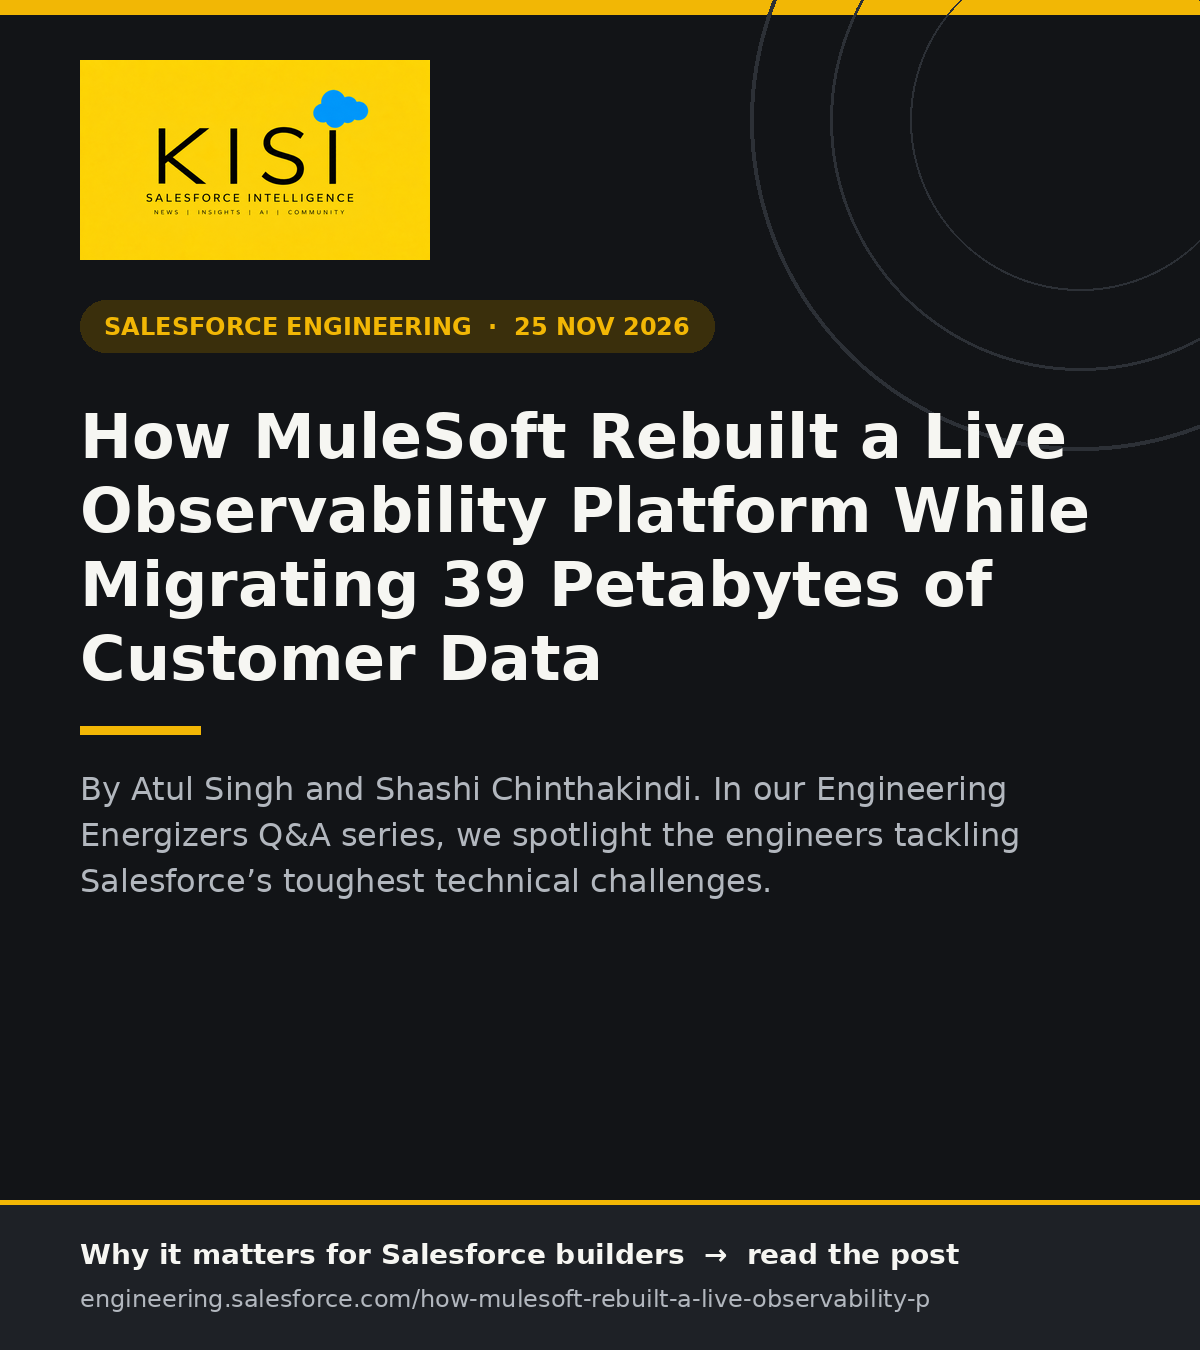 KISI
SALESFORCE INTELLIGENCE
NEWS | INSIGHTS | AI | COMMUNITY
SALESFORCE ENGINEERING · 25 NOV 2026
How MuleSoft Rebuilt a Live
Observability Platform While
Migrating 39 Petabytes of
Customer Data
By Atul Singh and Shashi Chinthakindi. In our Engineering
Energizers Q&A series, we spotlight the engineers tackling
Salesforce’s toughest technical challenges.
Why it matters for Salesforce builders → read the post
engineering.salesforce.com/how-mulesoft-rebuilt-a-live-observability-p